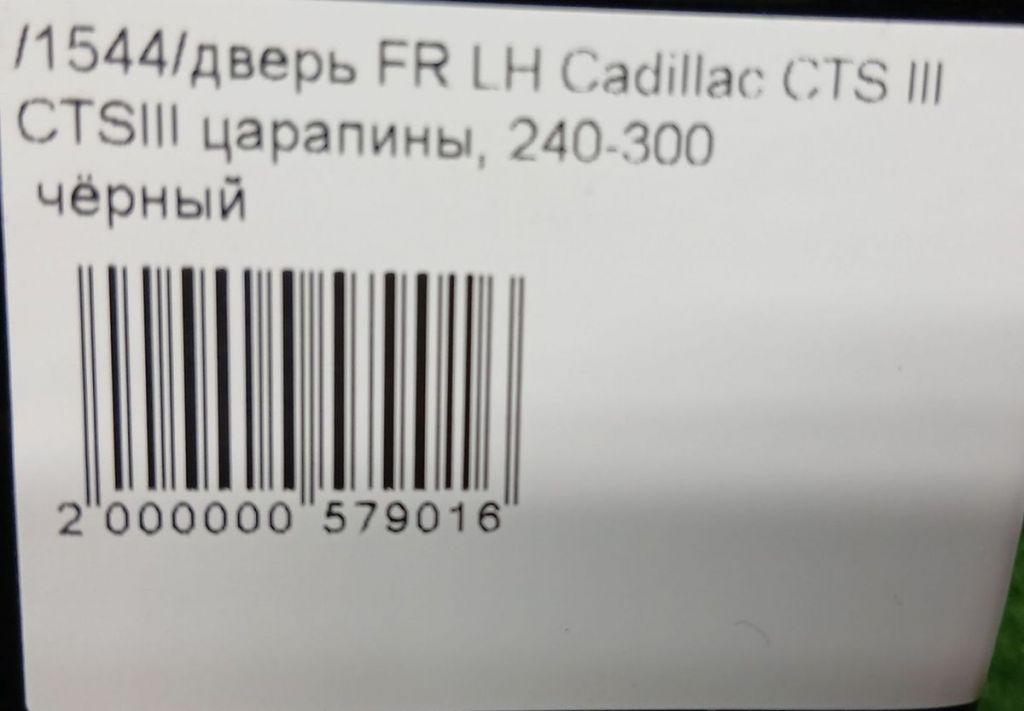 /1544/дверь FR LH Cadillac CTS III
CTSIII царапины, 240-300
чёрный
2 000000 579016